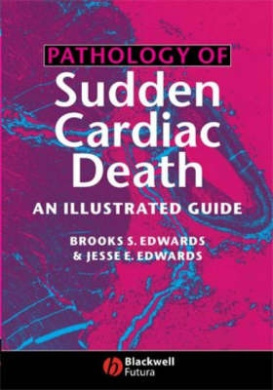 PATHOLOGY OF
Sudden
Cardiac
Death
AN ILLUSTRATED GUIDE
BROOKS S. EDWARDS
& JESSE E. EDWARDS
Blackwell
Futura